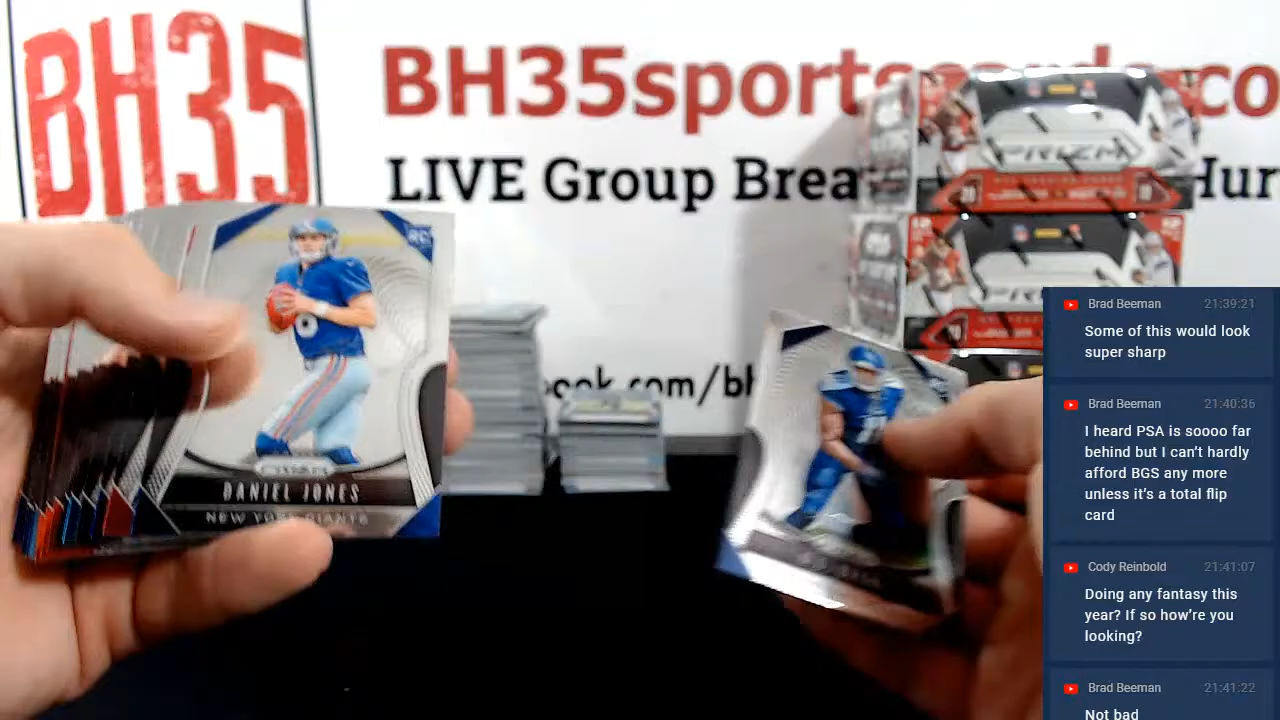 BH35
BH35sports
co
LIVE Group Brea
Hur
PRIZM
RC
DANIEL JONES
NEW YORK GIANTS
Brad Beeman 21:39:21
Some of this would look
super sharp
Brad Beeman 21:40:36
I heard PSA is soooo far
behind but I can't hardly
afford BGS any more
unless it's a total flip
card
Cody Reinbold 21:41:07
Doing any fantasy this
year? If so how're you
looking?
Brad Beeman 21:41:22
Not bad